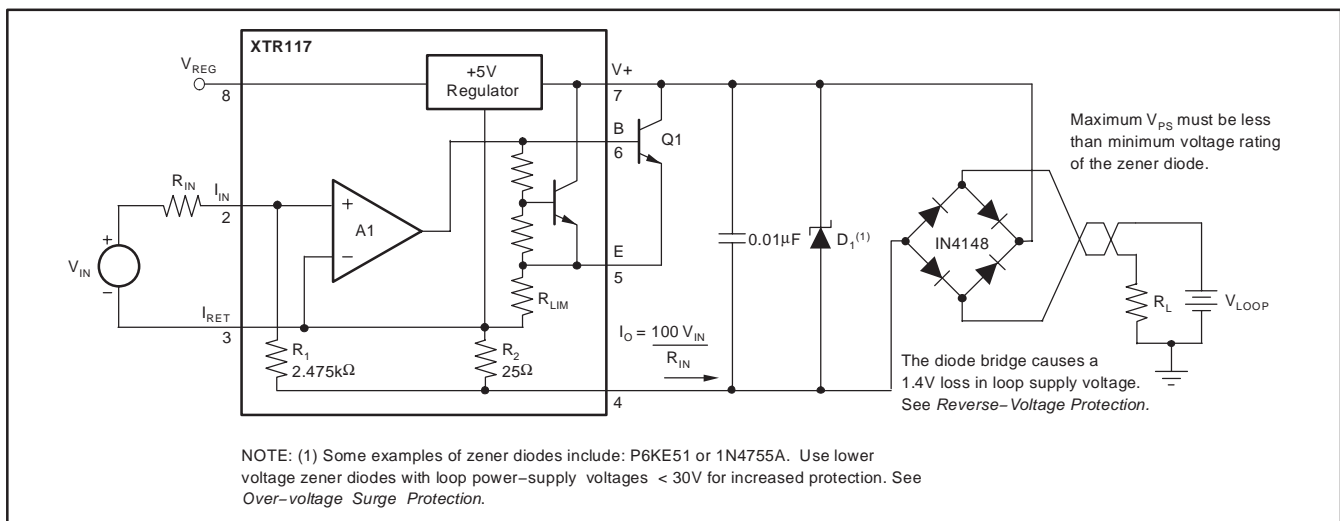 XTR117
V_REG
8
+5V
Regulator
V+
7
B
6
Q1
Maximum V_PS must be less
than minimum voltage rating
of the zener diode.
R_IN
I_IN
2
+
A1
−
V_IN
+
−
E
5
0.01μF
D_1^(1)
IN4148
R_LIM
R_L
V_LOOP
I_RET
3
R_1
2.475kΩ
R_2
25Ω
I_O = 100 V_IN / R_IN
4
The diode bridge causes a
1.4V loss in loop supply voltage.
See Reverse−Voltage Protection.
NOTE: (1) Some examples of zener diodes include: P6KE51 or 1N4755A. Use lower
voltage zener diodes with loop power−supply voltages < 30V for increased protection. See
Over−voltage Surge Protection.